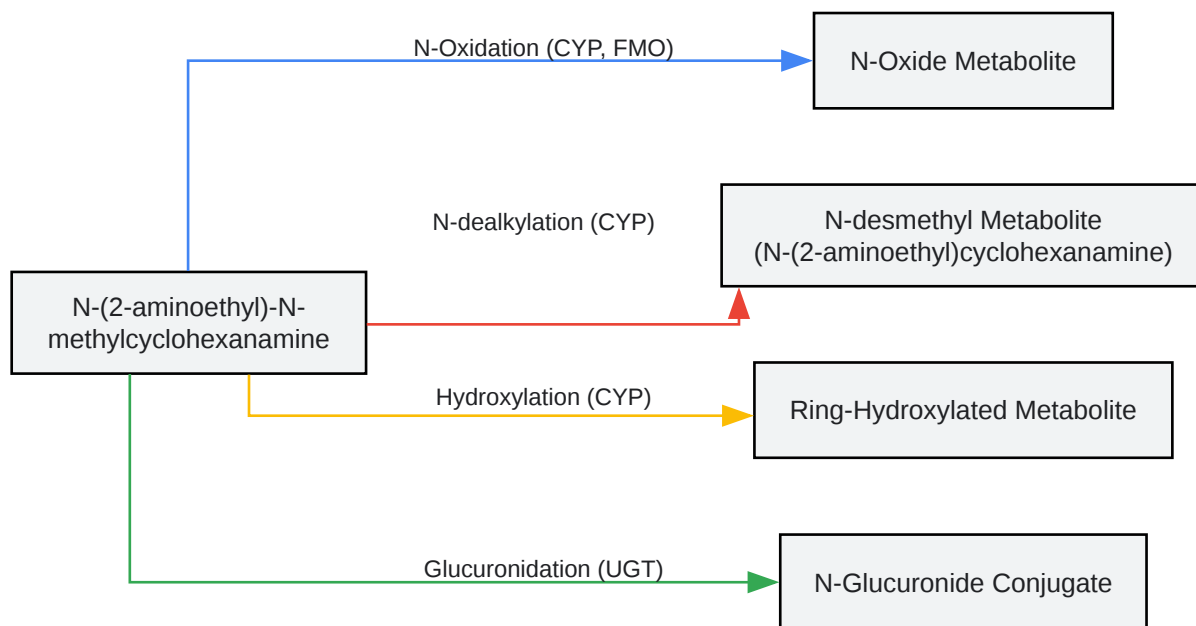 N-Oxidation (CYP, FMO)
N-Oxide Metabolite
N-dealkylation (CYP)
N-desmethyl Metabolite
(N-(2-aminoethyl)cyclohexanamine)
N-(2-aminoethyl)-N-
methylcyclohexanamine
Hydroxylation (CYP)
Ring-Hydroxylated Metabolite
Glucuronidation (UGT)
N-Glucuronide Conjugate